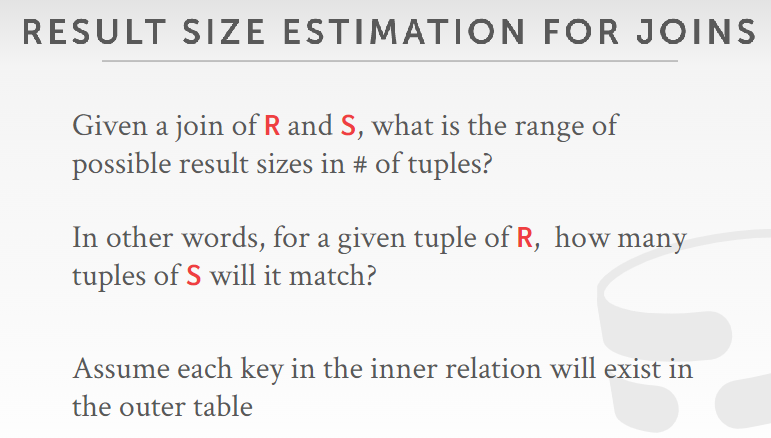 RESULT SIZE ESTIMATION FOR JOINS
Given a join of R and S, what is the range of
possible result sizes in # of tuples?
In other words, for a given tuple of R,  how many
tuples of S will it match?
Assume each key in the inner relation will exist in
the outer table